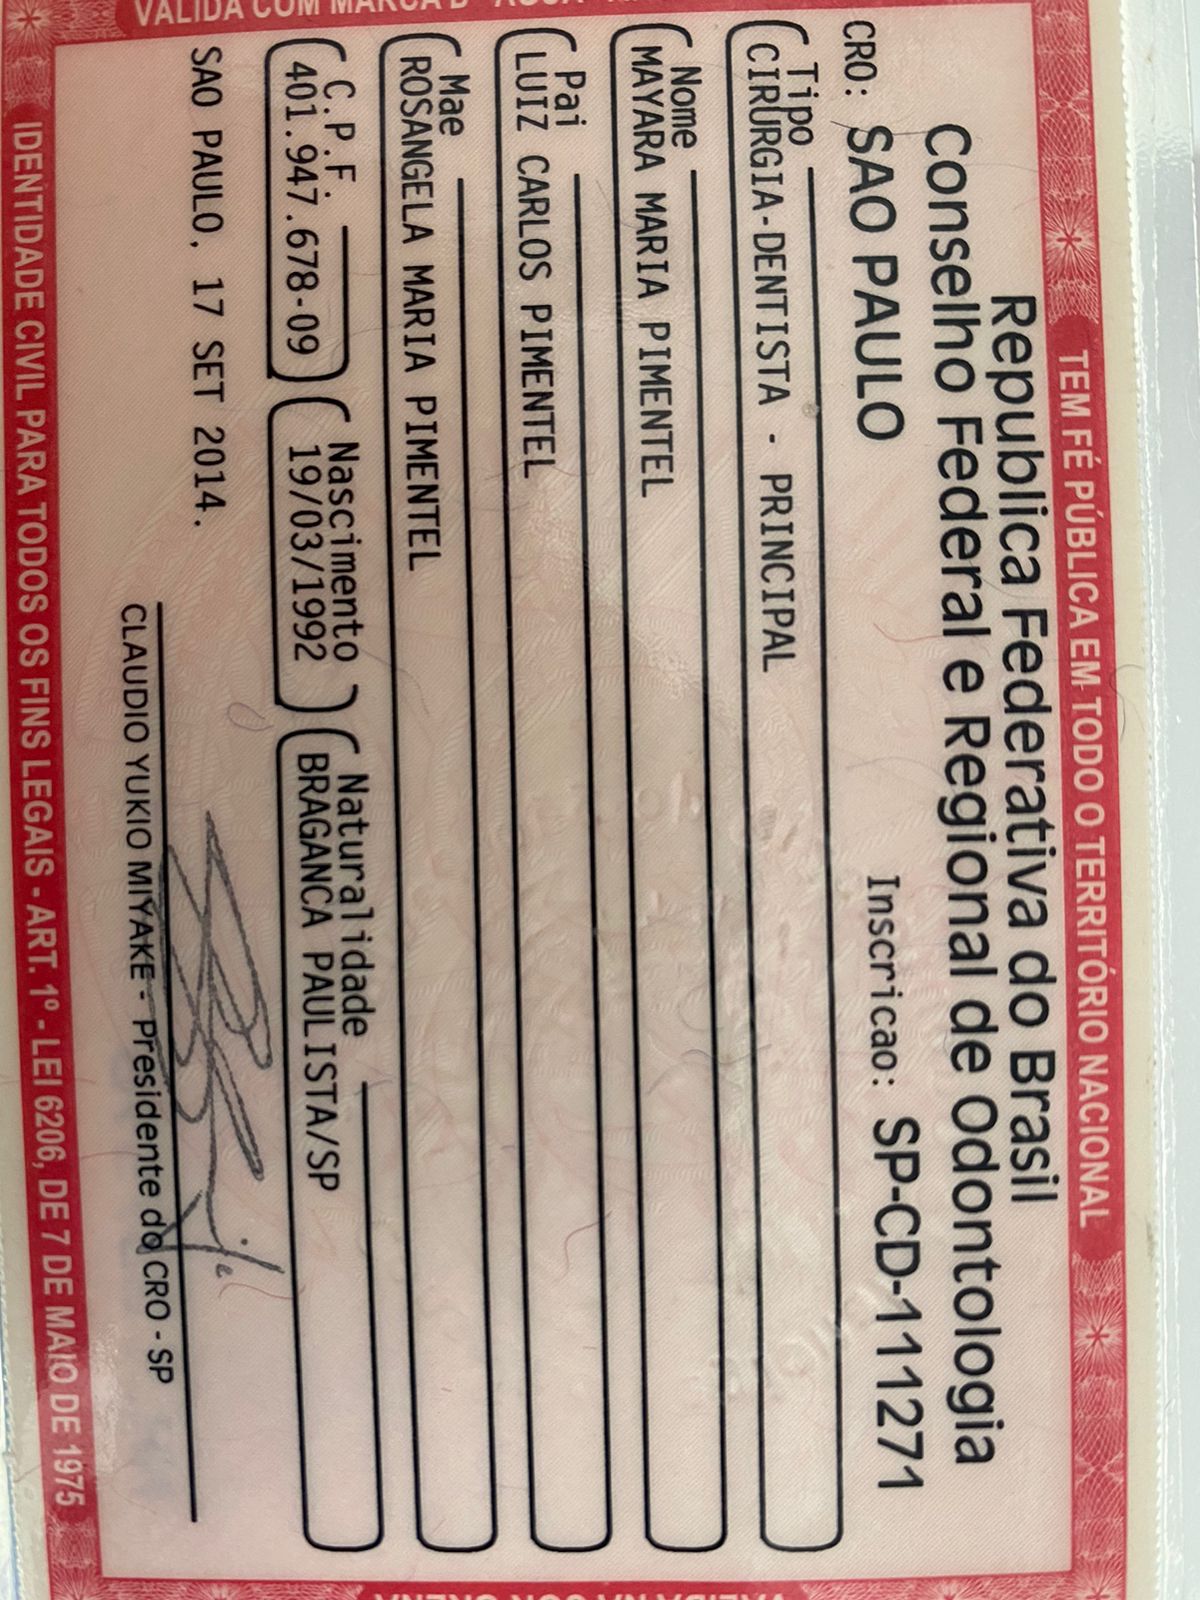 TEM FÉ PÚBLICA EM TODO O TERRITÓRIO NACIONAL
Republica Federativa do Brasil
Conselho Federal e Regional de Odontologia
CRO: SAO PAULO Inscricao: SP-CD-111271
Tipo
CIRURGIA-DENTISTA - PRINCIPAL
Nome
MAYARA MARIA PIMENTEL
Pai
LUIZ CARLOS PIMENTEL
Mae
ROSANGELA MARIA PIMENTEL
C.P.F Nascimento Naturalidade
401.947.678-09 19/03/1992 BRAGANCA PAULISTA/SP
SAO PAULO, 17 SET 2014.
CLAUDIO YUKIO MIYAKE - Presidente do CRO - SP
IDENTIDADE CIVIL PARA TODOS OS FINS LEGAIS - ART. 1º - LEI 6206, DE 7 DE MAIO DE 1975
VÁLIDA COM MARCA D'ÁGUA